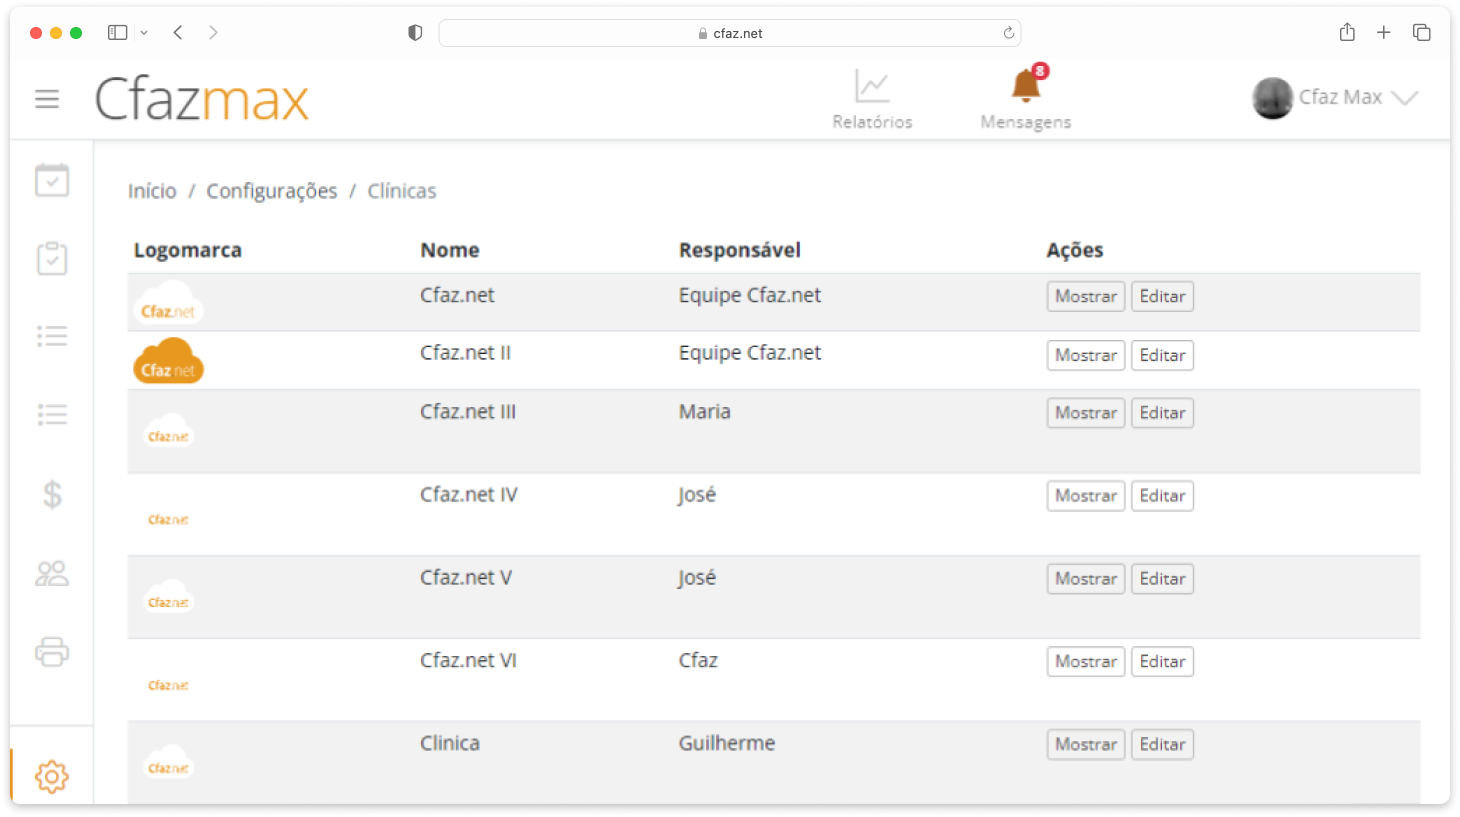 cfaz.net
Cfazmax
Relatórios
8
Mensagens
Cfaz Max
Início / Configurações / Clínicas
Logomarca Nome Responsável Ações
Cfaz.net Cfaz.net Equipe Cfaz.net Mostrar Editar
Cfaz.net Cfaz.net II Equipe Cfaz.net Mostrar Editar
Cfaz.net Cfaz.net III Maria Mostrar Editar
Cfaz.net Cfaz.net IV José Mostrar Editar
Cfaz.net Cfaz.net V José Mostrar Editar
Cfaz.net Cfaz.net VI Cfaz Mostrar Editar
Cfaz.net Clinica Guilherme Mostrar Editar